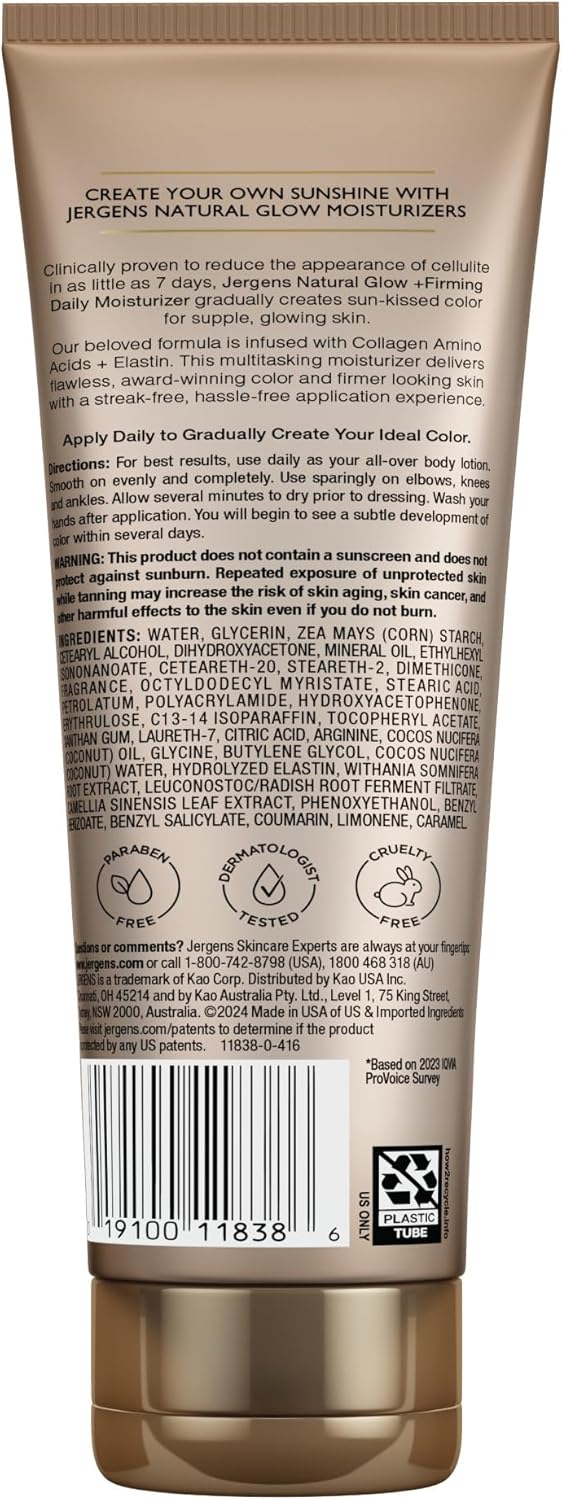 CREATE YOUR OWN SUNSHINE WITH
JERGENS NATURAL GLOW MOISTURIZERS
Clinically proven to reduce the appearance of cellulite
in as little as 7 days, Jergens Natural Glow +Firming
Daily Moisturizer gradually creates sun-kissed color
for supple, glowing skin.
Our beloved formula is infused with Collagen Amino
Acids + Elastin. This multitasking moisturizer delivers
flawless, award-winning color and firmer looking skin
with a streak-free, hassle-free application experience.
Apply Daily to Gradually Create Your Ideal Color.
Directions: For best results, use daily as your all-over body lotion.
Smooth on evenly and completely. Use sparingly on elbows, knees
and ankles. Allow several minutes to dry prior to dressing. Wash your
hands after application. You will begin to see a subtle development of
color within several days.
WARNING: This product does not contain a sunscreen and does not
protect against sunburn. Repeated exposure of unprotected skin
while tanning may increase the risk of skin aging, skin cancer, and
other harmful effects to the skin even if you do not burn.
INGREDIENTS: WATER, GLYCERIN, ZEA MAYS (CORN) STARCH,
CETEARYL ALCOHOL, DIHYDROXYACETONE, MINERAL OIL, ETHYLHEXYL
ISONONANOATE, CETEARETH-20, STEARETH-2, DIMETHICONE,
FRAGRANCE, OCTYLDODECYL MYRISTATE, STEARIC ACID,
PETROLATUM, POLYACRYLAMIDE, HYDROXYACETOPHENONE,
ERYTHRULOSE, C13-14 ISOPARAFFIN, TOCOPHERYL ACETATE,
XANTHAN GUM, LAURETH-7, CITRIC ACID, ARGININE, COCOS NUCIFERA
(COCONUT) OIL, GLYCINE, BUTYLENE GLYCOL, COCOS NUCIFERA
(COCONUT) WATER, HYDROLYZED ELASTIN, WITHANIA SOMNIFERA
ROOT EXTRACT, LEUCONOSTOC/RADISH ROOT FERMENT FILTRATE,
CAMELLIA SINENSIS LEAF EXTRACT, PHENOXYETHANOL, BENZYL
BENZOATE, BENZYL SALICYLATE, COUMARIN, LIMONENE, CARAMEL
PARABEN FREE
DERMATOLOGIST TESTED
CRUELTY FREE
Questions or comments? Jergens Skincare Experts are always at your fingertips
www.jergens.com or call 1-800-742-8798 (USA), 1800 468 318 (AU)
JERGENS is a trademark of Kao Corp. Distributed by Kao USA Inc.
Cincinnati, OH 45214 and by Kao Australia Pty. Ltd., Level 1, 75 King Street,
Sydney, NSW 2000, Australia. ©2024 Made in USA of US & Imported Ingredients
Please visit jergens.com/patents to determine if the product
protected by any US patents. 11838-0-416
*Based on 2023 IQVIA
ProVoice Survey
19100 11838 6
US ONLY
PLASTIC
TUBE
how2recycle.info